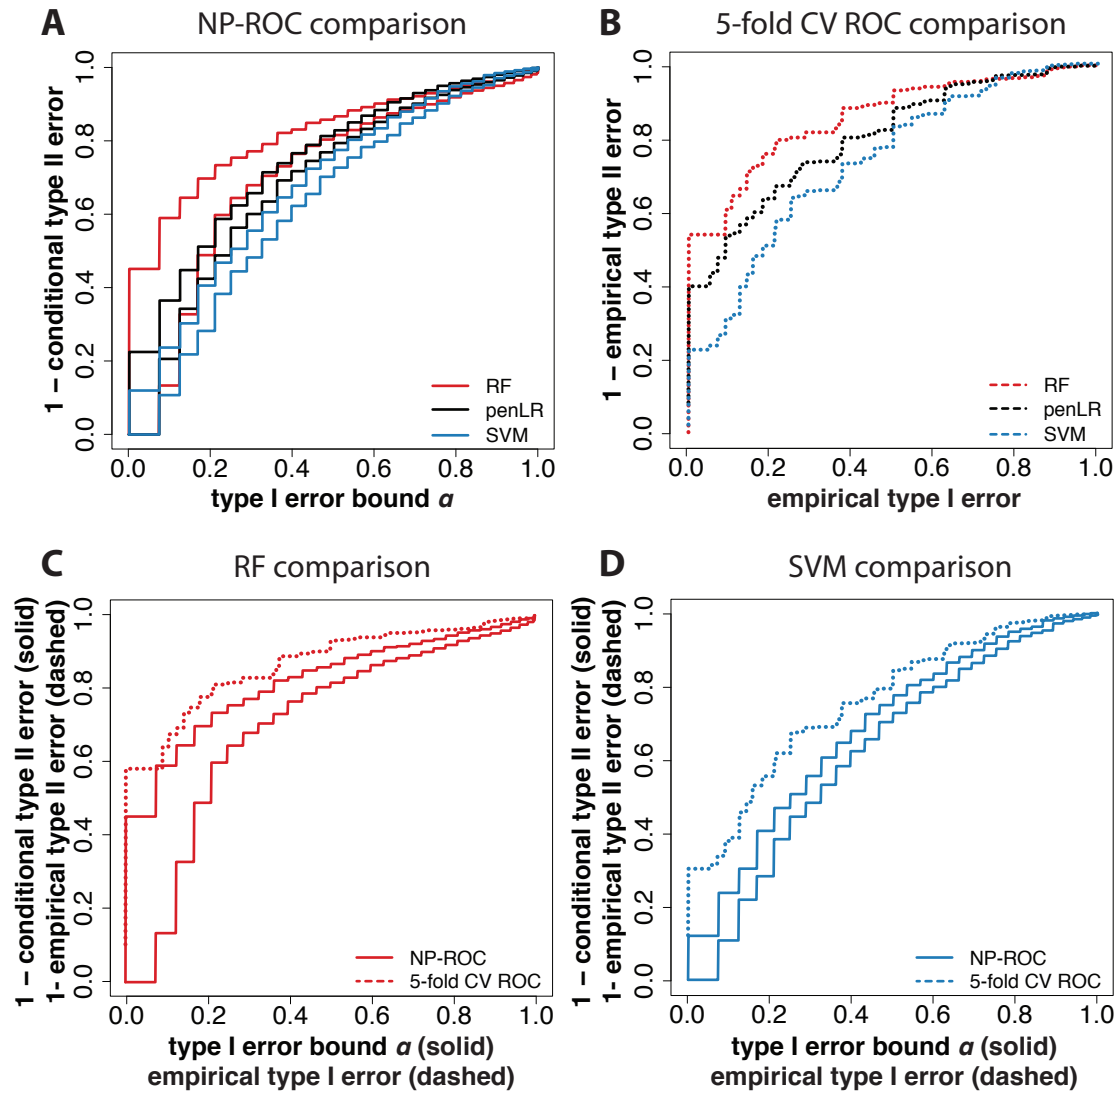 A NP-ROC comparison
1 – conditional type II error
0.0 0.2 0.4 0.6 0.8 1.0
RF
penLR
SVM
0.0 0.2 0.4 0.6 0.8 1.0
type I error bound α
B 5-fold CV ROC comparison
1 – empirical type II error
0.0 0.2 0.4 0.6 0.8 1.0
RF
penLR
SVM
0.0 0.2 0.4 0.6 0.8 1.0
empirical type I error
C RF comparison
1 – conditional type II error (solid)
1- empirical type II error (dashed)
0.0 0.2 0.4 0.6 0.8 1.0
NP-ROC
5-fold CV ROC
0.0 0.2 0.4 0.6 0.8 1.0
type I error bound α (solid)
empirical type I error (dashed)
D SVM comparison
1 – conditional type II error (solid)
1- empirical type II error (dashed)
0.0 0.2 0.4 0.6 0.8 1.0
NP-ROC
5-fold CV ROC
0.0 0.2 0.4 0.6 0.8 1.0
type I error bound α (solid)
empirical type I error (dashed)